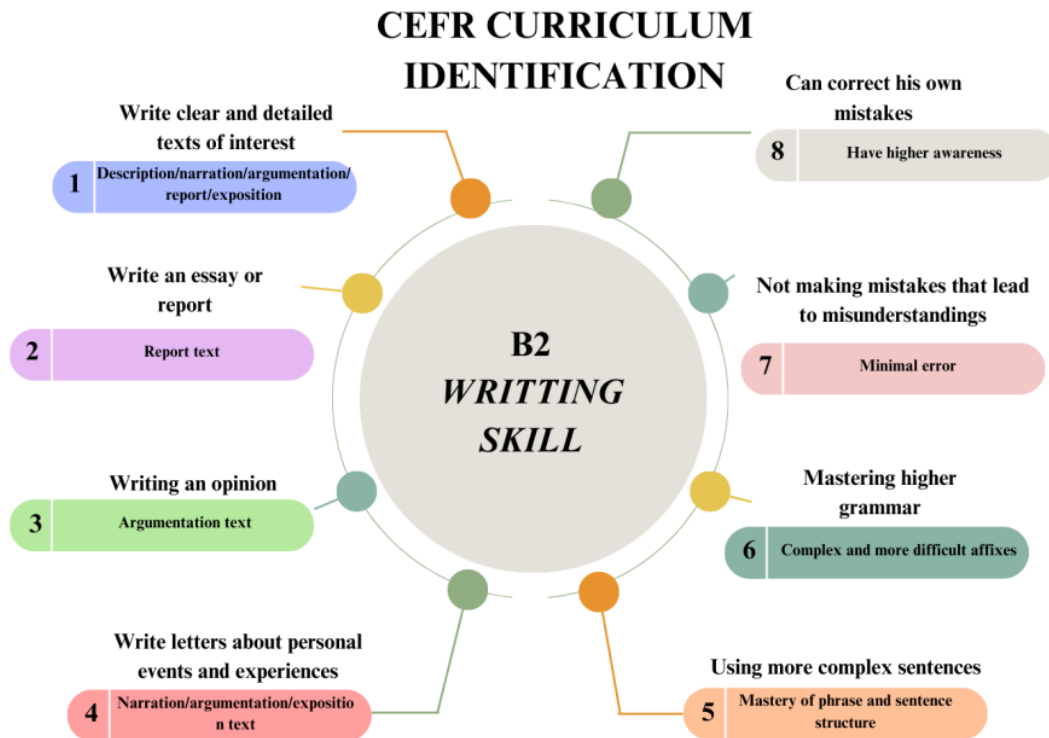 CEFR CURRICULUM
IDENTIFICATION
Write clear and detailed
texts of interest
1
Description/narration/argumentation/
report/exposition
Write an essay or
report
2
Report text
Writing an opinion
3
Argumentation text
Write letters about personal
events and experiences
4
Narration/argumentation/expositio
n text
B2
WRITTING
SKILL
Can correct his own
mistakes
8
Have higher awareness
Not making mistakes that lead
to misunderstandings
7
Minimal error
Mastering higher
grammar
6
Complex and more difficult affixes
Using more complex sentences
5
Mastery of phrase and sentence
structure